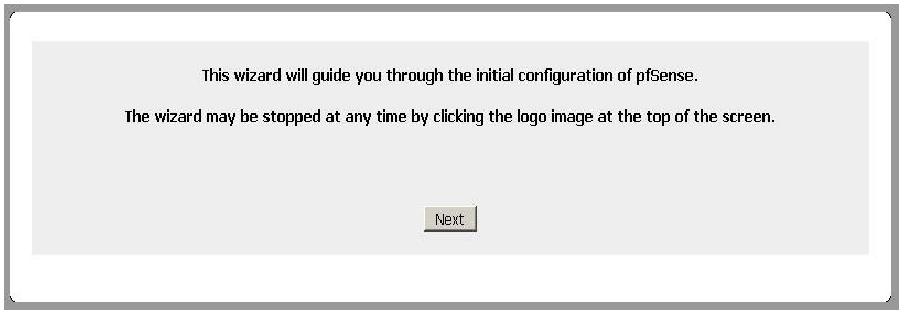 This wizard will guide you through the initial configuration of pfSense.
The wizard may be stopped at any time by clicking the logo image at the top of the screen.
Next